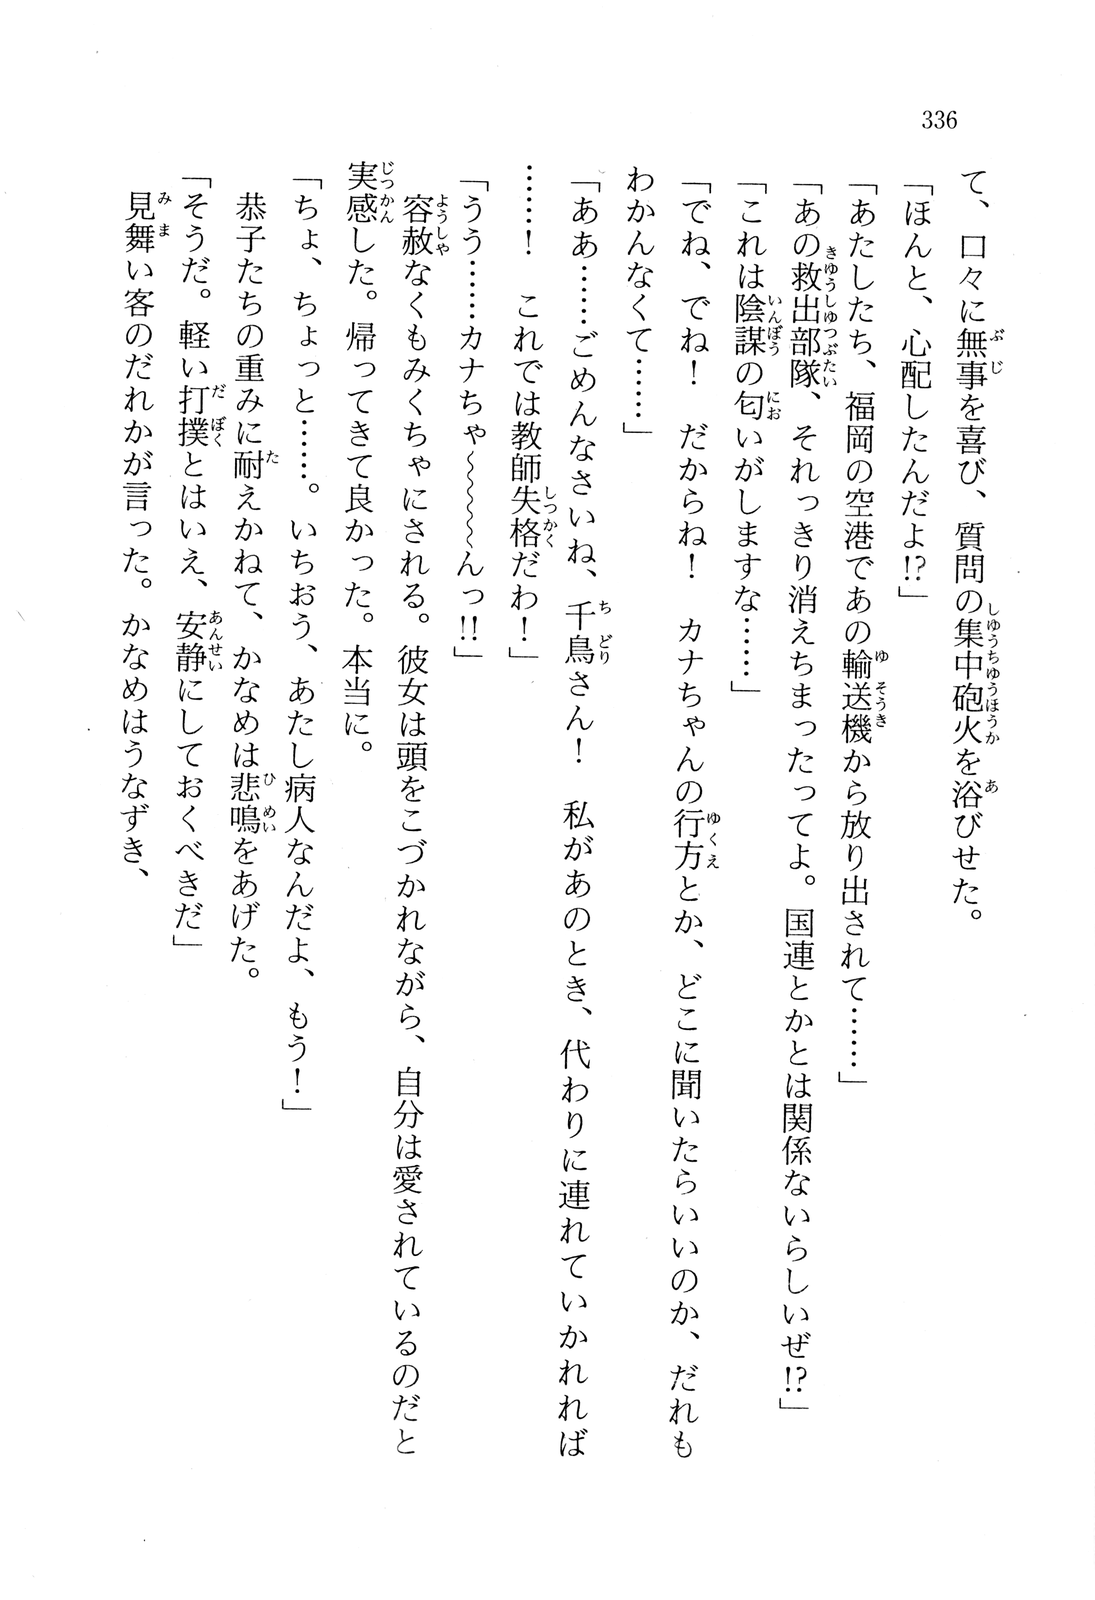 336
て、口々に無事を喜び、質問の集中砲火を浴びせた。
「ほんと、心配したんだよ!?」
「あたしたち、福岡の空港であの輸送機から放り出されて……」
「あの救出部隊、それっきり消えちまったってよ。国連とかとは関係ないらしいぜ!?」
「これは陰謀の匂いがしますな……」
「でね、でね！　だからね！　カナちゃんの行方とか、どこに聞いたらいいのか、だれも
わかんなくて……」
「ああ……ごめんなさいね、千鳥さん！　私があのとき、代わりに連れていかれれば
……！　これでは教師失格だわ！」
「うう……カナちゃ～～～～んっ!!」
　容赦なくもみくちゃにされる。彼女は頭をこづかれながら、自分は愛されているのだと
実感した。帰ってきて良かった。本当に。
「ちょ、ちょっと……。いちおう、あたし病人なんだよ、もう！」
　恭子たちの重みに耐えかねて、かなめは悲鳴をあげた。
「そうだ。軽い打撲とはいえ、安静にしておくべきだ」
　見舞い客のだれかが言った。かなめはうなずき、